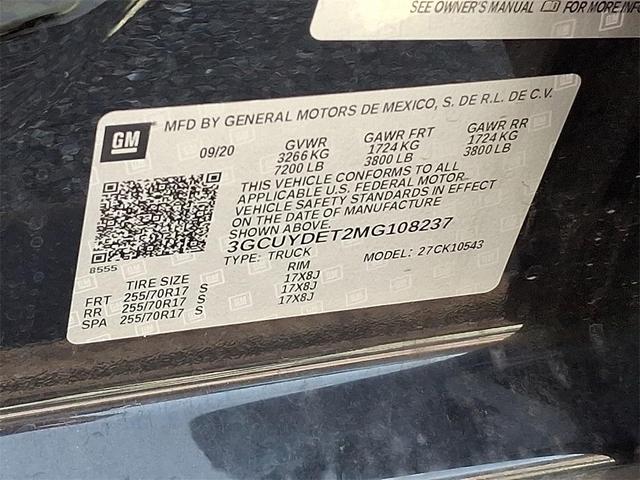 SEE OWNER'S MANUAL FOR MORE
GM
MFD BY GENERAL MOTORS DE MEXICO, S. DE R.L. DE C.V.
09/20 GVWR GAWR FRT GAWR RR
3266 KG 1724 KG 1724 KG
7200 LB 3800 LB 3800 LB
THIS VEHICLE CONFORMS TO ALL
APPLICABLE U.S. FEDERAL MOTOR
VEHICLE SAFETY STANDARDS IN EFFECT
ON THE DATE OF MANUFACTURE
SHOWN ABOVE.
3GCUYDET2MG108237
8555 TYPE: TRUCK MODEL: 27CK10543
TIRE SIZE RIM
FRT 255/70R17 S 17X8J
RR 255/70R17 S 17X8J
SPA 255/70R17 S 17X8J